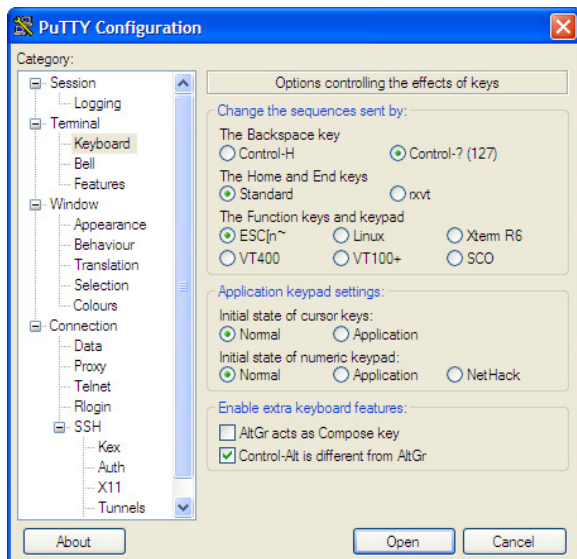 PuTTY Configuration
Category:
Session
Logging
Terminal
Keyboard
Bell
Features
Window
Appearance
Behaviour
Translation
Selection
Colours
Connection
Data
Proxy
Telnet
Rlogin
SSH
Kex
Auth
X11
Tunnels
Options controlling the effects of keys
Change the sequences sent by:
The Backspace key
Control-H Control-? (127)
The Home and End keys
Standard rxvt
The Function keys and keypad
ESC[n~ Linux Xterm R6
VT400 VT100+ SCO
Application keypad settings:
Initial state of cursor keys:
Normal Application
Initial state of numeric keypad:
Normal Application NetHack
Enable extra keyboard features:
AltGr acts as Compose key
Control-Alt is different from AltGr
About Open Cancel